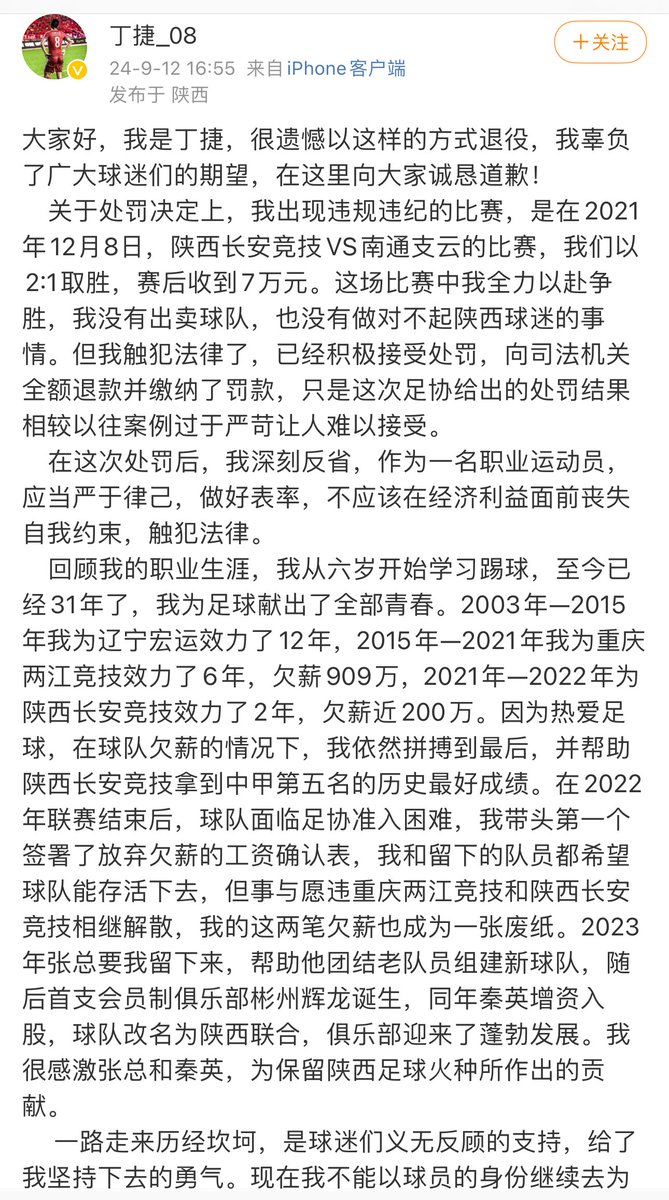 丁捷_08
+关注
24-9-12 16:55 来自 iPhone客户端
发布于 陕西
大家好，我是丁捷，很遗憾以这样的方式退役，我辜负
了广大球迷们的期望，在这里向大家诚恳道歉！
关于处罚决定上，我出现违规违纪的比赛，是在2021
年12月8日，陕西长安竞技VS南通支云的比赛，我们以
2:1取胜，赛后收到7万元。这场比赛中我全力以赴争
胜，我没有出卖球队，也没有做对不起陕西球迷的事
情。但我触犯法律了，已经积极接受处罚，向司法机关
全额退款并缴纳了罚款，只是这次足协给出的处罚结果
相较以往案例过于严苛让人难以接受。
在这次处罚后，我深刻反省，作为一名职业运动员，
应当严于律己，做好表率，不应该在经济利益面前丧失
自我约束，触犯法律。
回顾我的职业生涯，我从六岁开始学习踢球，至今已
经31年了，我为足球献出了全部青春。2003年—2015
年我为辽宁宏运效力了12年，2015年—2021年我为重庆
两江竞技效力了6年，欠薪909万，2021年—2022年为
陕西长安竞技效力了2年，欠薪近200万。因为热爱足
球，在球队欠薪的情况下，我依然拼搏到最后，并帮助
陕西长安竞技拿到中甲第五名的历史最好成绩。在2022
年联赛结束后，球队面临足协准入困难，我带头第一个
签署了放弃欠薪的工资确认表，我和留下的队员都希望
球队能存活下去，但事与愿违重庆两江竞技和陕西长安
竞技相继解散，我的这两笔欠薪也成为一张废纸。2023
年张总要我留下来，帮助他团结老队员组建新球队，随
后首支会员制俱乐部彬州辉龙诞生，同年秦英增资入
股，球队改名为陕西联合，俱乐部迎来了蓬勃发展。我
很感激张总和秦英，为保留陕西足球火种所作出的贡
献。
一路走来历经坎坷，是球迷们义无反顾的支持，给了
我坚持下去的勇气。现在我不能以球员的身份继续去为